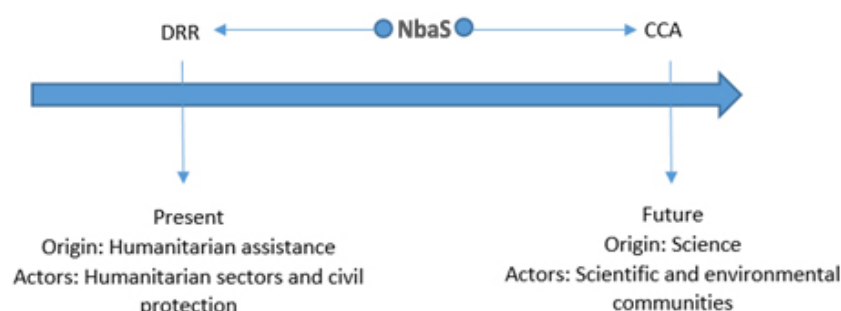 DRR NbaS CCA
Present
Origin: Humanitarian assistance
Actors: Humanitarian sectors and civil
protection
Future
Origin: Science
Actors: Scientific and environmental
communities